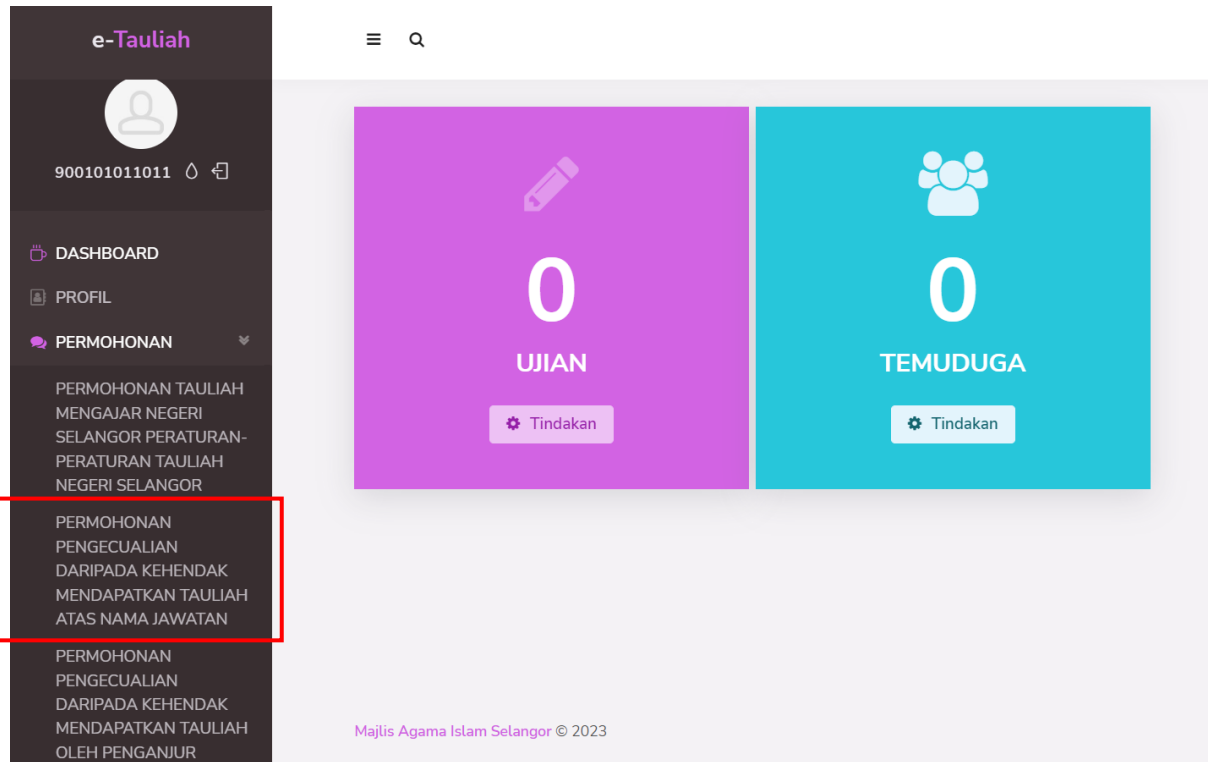 e-Tauliah
900101011011
DASHBOARD
PROFIL
PERMOHONAN
PERMOHONAN TAULIAH
MENGAJAR NEGERI
SELANGOR PERATURAN-
PERATURAN TAULIAH
NEGERI SELANGOR
PERMOHONAN
PENGECUALIAN
DARIPADA KEHENDAK
MENDAPATKAN TAULIAH
ATAS NAMA JAWATAN
PERMOHONAN
PENGECUALIAN
DARIPADA KEHENDAK
MENDAPATKAN TAULIAH
OLEH PENGANJUR
0
UJIAN
Tindakan
0
TEMUDUGA
Tindakan
Majlis Agama Islam Selangor © 2023